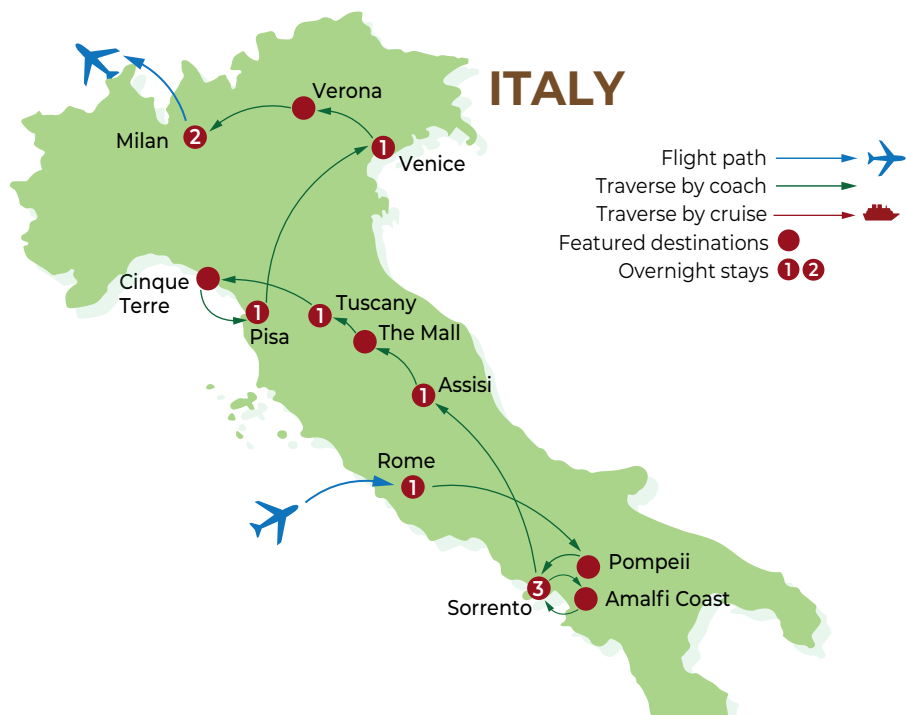 ITALY
Verona
Milan
2
1
Venice
Flight path
Traverse by coach
Traverse by cruise
Featured destinations
Overnight stays 1 2
Cinque
Terre
1
Pisa
1
Tuscany
The Mall
1
Assisi
Rome
1
Pompeii
3
Sorrento
Amalfi Coast